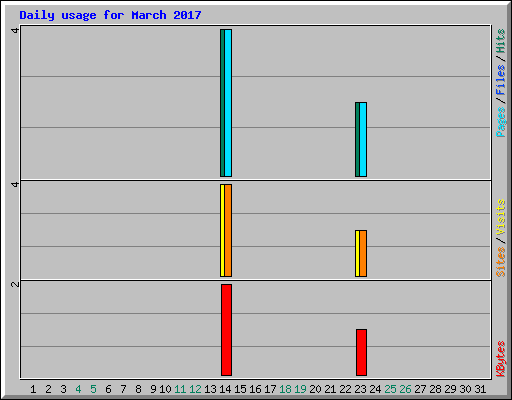 Daily usage for March 2017
4
4
2
Pages/Files/Hits
Sites/Visits
KBytes
1 2 3 4 5 6 7 8 9 10 11 12 13 14 15 16 17 18 19 20 21 22 23 24 25 26 27 28 29 30 31